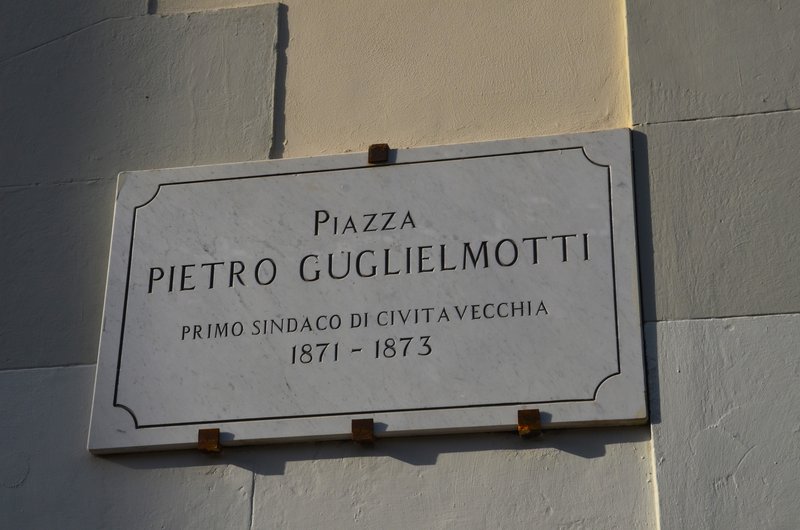 PIAZZA
PIETRO GUGLIELMOTTI
PRIMO SINDACO DI CIVITAVECCHIA
1871 - 1873